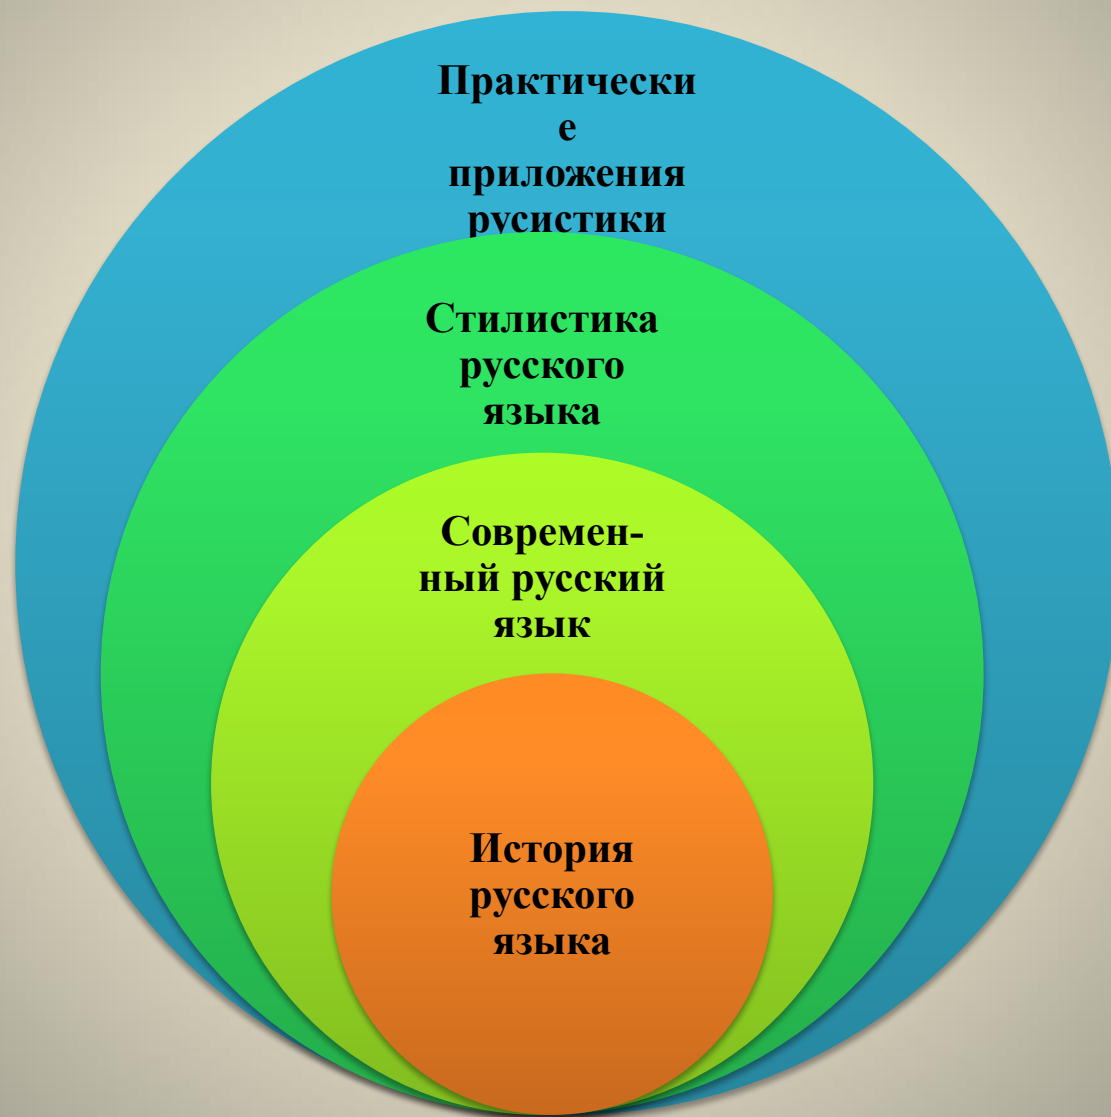 Практически
е
приложения
русистики
Стилистика
русского
языка
Современ-
ный русский
язык
История
русского
языка